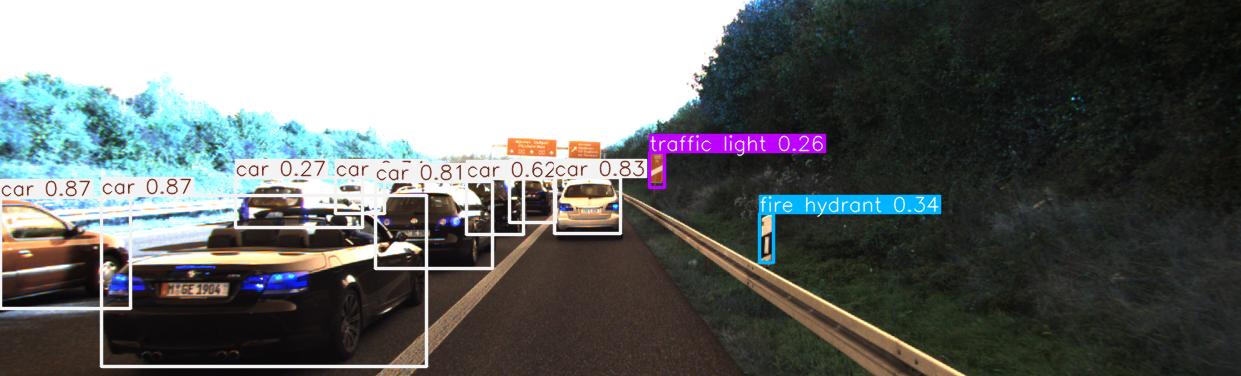 traffic light 0.26
car 0.27
car 0.81
car 0.62
car 0.83
car 0.87
car 0.87
fire hydrant 0.34
M GE 1904